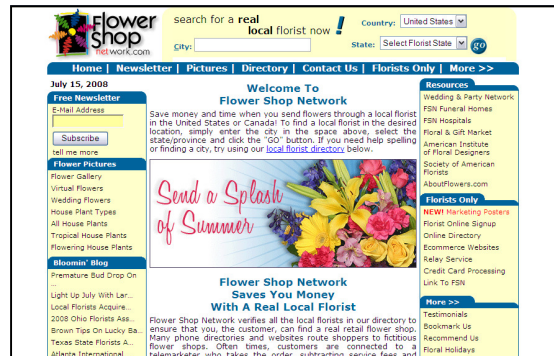 Flower
Shop
network.com
search for a real
local florist now !
City:
Country: United States
State: Select Florist State go
Home | Newsletter | Pictures | Directory | Contact Us | Florists Only | More >>
July 15, 2008
Free Newsletter
E-Mail Address
Subscribe
tell me more
Flower Pictures
Flower Gallery
Virtual Flowers
Wedding Flowers
House Plant Types
All House Plants
Tropical House Plants
Flowering House Plants
Bloomin' Blog
Premature Bud Drop On
...
Light Up July With Lar...
Local Florists Acquire...
2008 Ohio Florists Ass...
Brown Tips On Lucky Ba...
Texas State Florists A...
Atlanta International
Welcome To
Flower Shop Network
Save money and time when you send flowers through a local florist
in the United States or Canada! To find a local florist in the desired
location, simply enter the city in the space above, select the
state/province and click the "GO" button. If you need help spelling
or finding a city, try using our local florist directory below.
Send a Splash
of Summer
Flower Shop Network
Saves You Money
With A Real Local Florist
Flower Shop Network verifies all the local florists in our directory to
ensure that you, the customer, can find a real retail flower shop.
Many phone directories and websites route shoppers to fictitious
flower shops. Often times, customers are connected to a
telemarketer who takes the order, subtracting service fees and
Resources
Wedding & Party Network
FSN Funeral Homes
FSN Hospitals
Floral & Gift Market
American Institute
of Floral Designers
Society of American
Florists
AboutFlowers.com
Florists Only
NEW! Marketing Posters
Florist Online Signup
Online Directory
Ecommerce Websites
Relay Service
Credit Card Processing
Link To FSN
More >>
Testimonials
Bookmark Us
Recommend Us
Floral Holidays